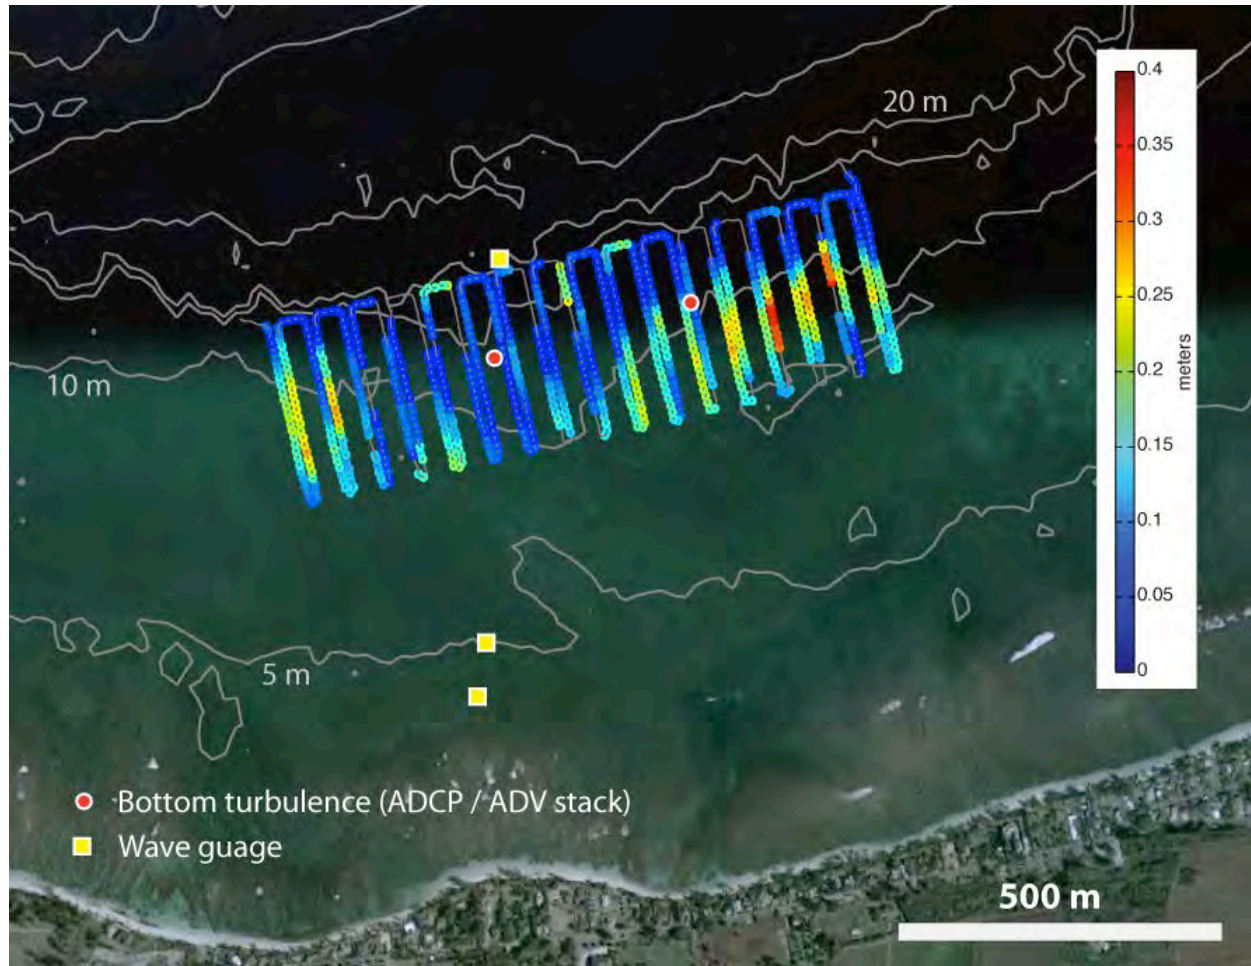 20 m
0.4
0.35
0.3
0.25
0.2
0.15
0.1
0.05
0
meters
10 m
5 m
Bottom turbulence (ADCP / ADV stack)
Wave guage
500 m